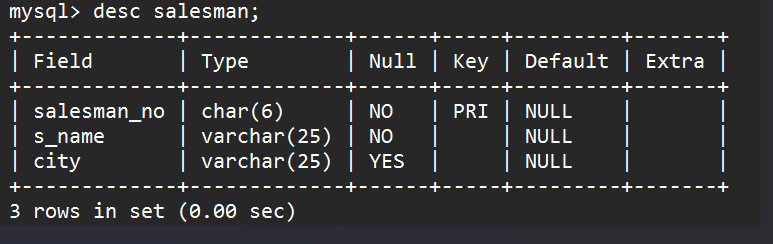 mysql> desc salesman;
+-------------+-------------+------+-----+---------+-------+
| Field       | Type        | Null | Key | Default | Extra |
+-------------+-------------+------+-----+---------+-------+
| salesman_no | char(6)     | NO   | PRI | NULL    |       |
| s_name      | varchar(25) | NO   |     | NULL    |       |
| city        | varchar(25) | YES  |     | NULL    |       |
+-------------+-------------+------+-----+---------+-------+
3 rows in set (0.00 sec)